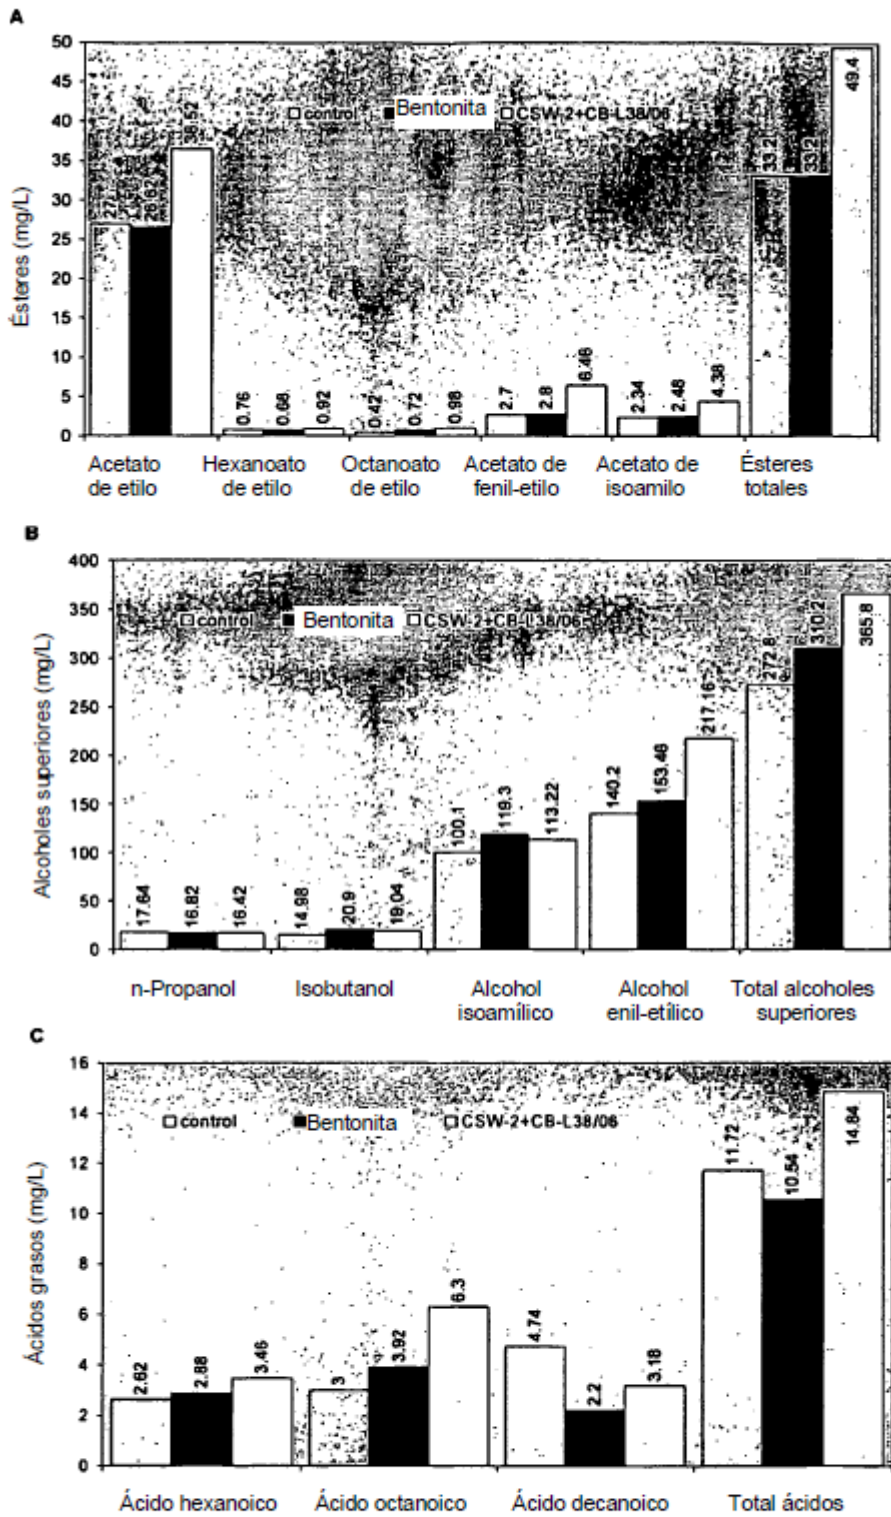 A
Ésteres (mg/L)
50
45
40
35
30
25
20
15
10
5
0
control Bentonita CSW-2+CB-L38/06
27 26.62 36.52
0.76 0.68 0.92
0.42 0.72 0.98
2.7 2.8 6.46
2.34 2.48 4.38
33.2 33.2 49.4
Acetato Hexanoato Octanoato Acetato de Acetato de Ésteres
de etilo de etilo de etilo fenil-etilo isoamilo totales
B
Alcoholes superiores (mg/L)
400
350
300
250
200
150
100
50
0
control Bentonita CSW-2+CB-L38/06
17.64 16.82 16.42
14.98 20.9 19.04
100.1 119.3 113.22
140.2 153.46 217.16
272.8 310.2 365.8
n-Propanol Isobutanol Alcohol Alcohol Total alcoholes
isoamílico enil-etílico superiores
C
Ácidos grasos (mg/L)
16
14
12
10
8
6
4
2
0
control Bentonita CSW-2+CB-L38/06
2.62 2.88 3.46
3 3.92 6.3
4.74 2.2 3.18
11.72 10.54 14.84
Ácido hexanoico Ácido octanoico Ácido decanoico Total ácidos